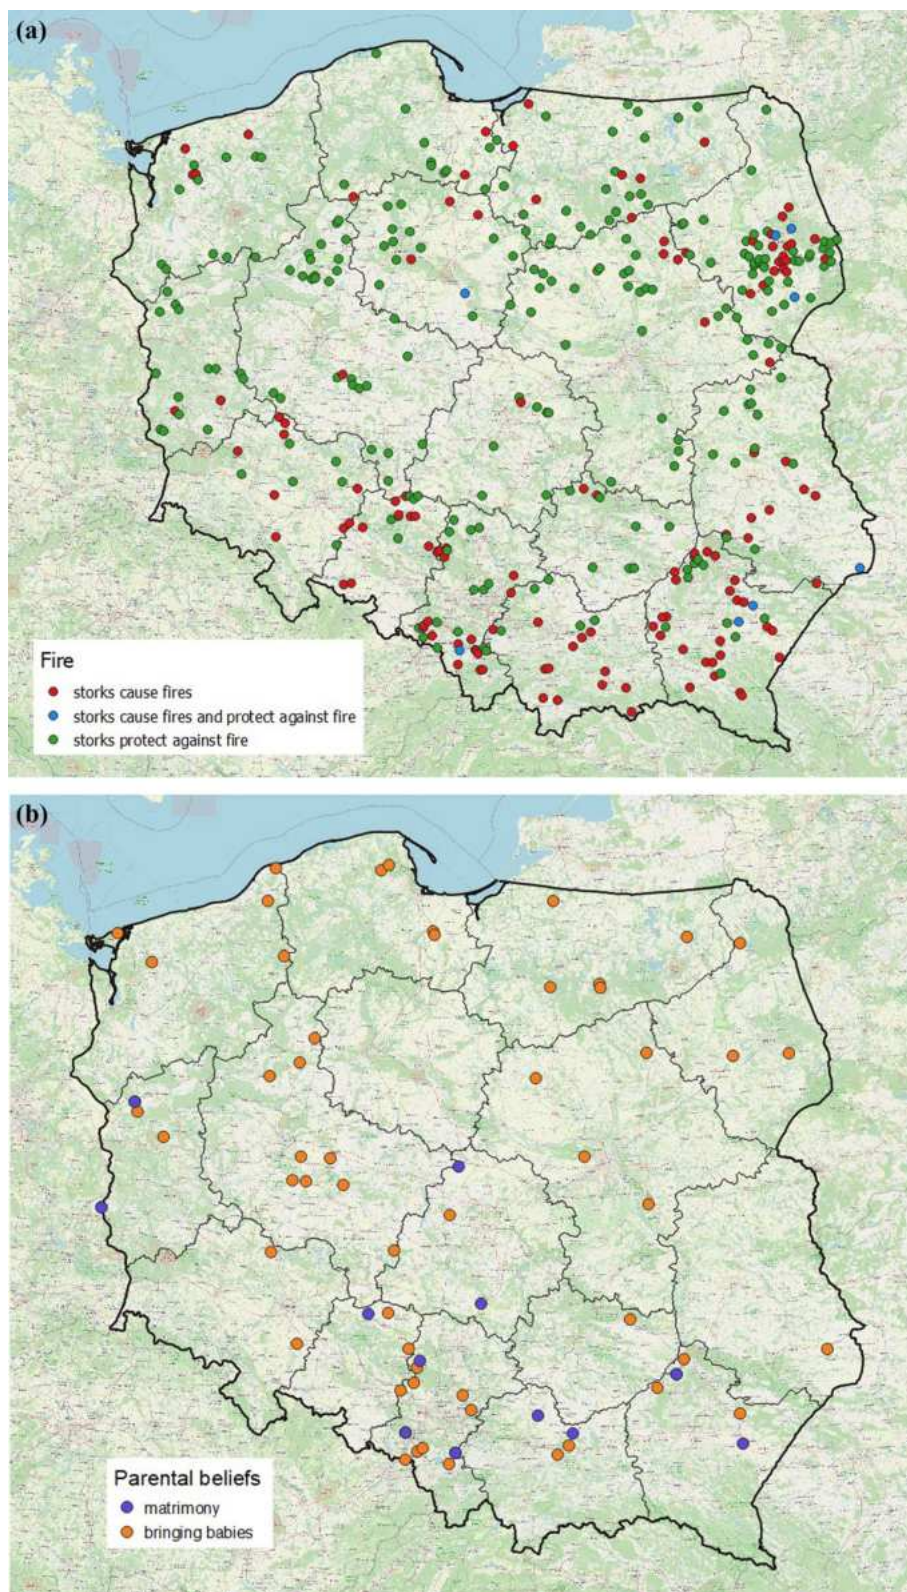 (a)
Fire
storks cause fires
storks cause fires and protect against fire
storks protect against fire
(b)
Parental beliefs
matrimony
bringing babies